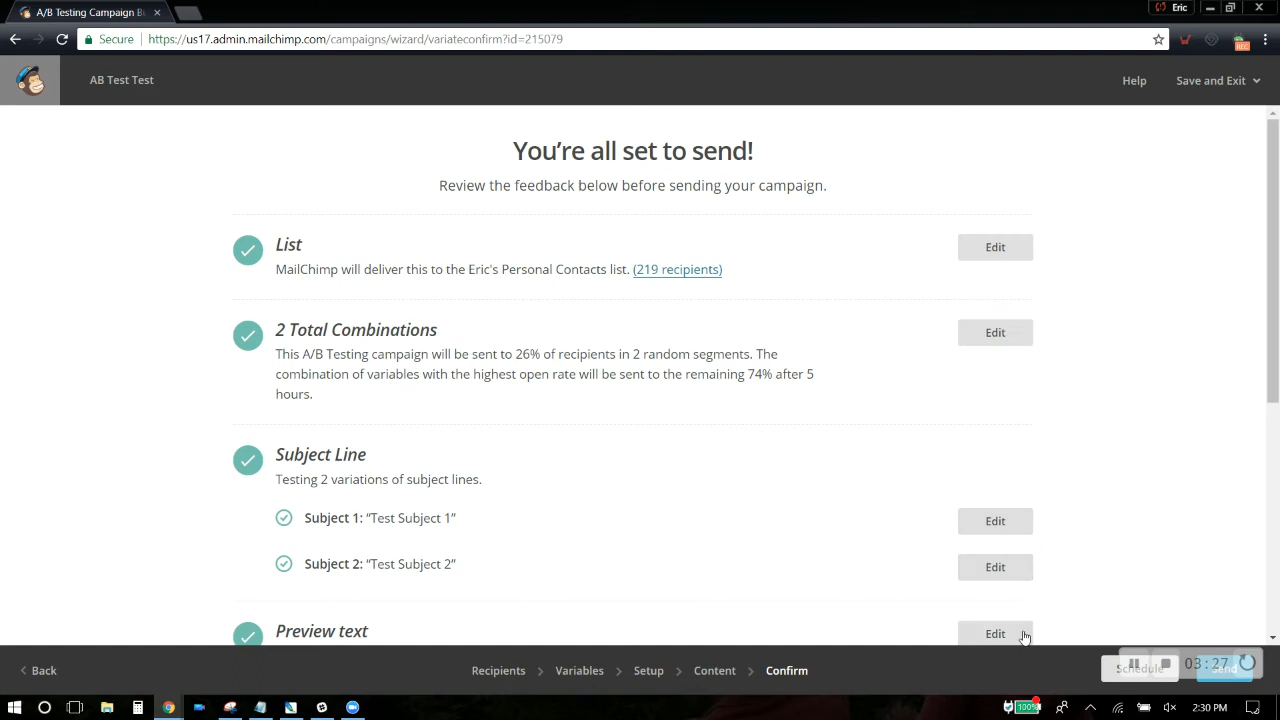 A/B Testing Campaign B
Eric
Secure
https://us17.admin.mailchimp.com/campaigns/wizard/variateconfirm?id=215079
REC
AB Test Test
Help
Save and Exit
You're all set to send!
Review the feedback below before sending your campaign.
List
Edit
MailChimp will deliver this to the Eric's Personal Contacts list. (219 recipients)
2 Total Combinations
Edit
This A/B Testing campaign will be sent to 26% of recipients in 2 random segments. The
combination of variables with the highest open rate will be sent to the remaining 74% after 5
hours.
Subject Line
Testing 2 variations of subject lines.
Subject 1: “Test Subject 1”
Edit
Subject 2: “Test Subject 2”
Edit
Preview text
Edit
Back
Recipients
Variables
Setup
Content
Confirm
Schedule
Send
03:27
100%
2:30 PM